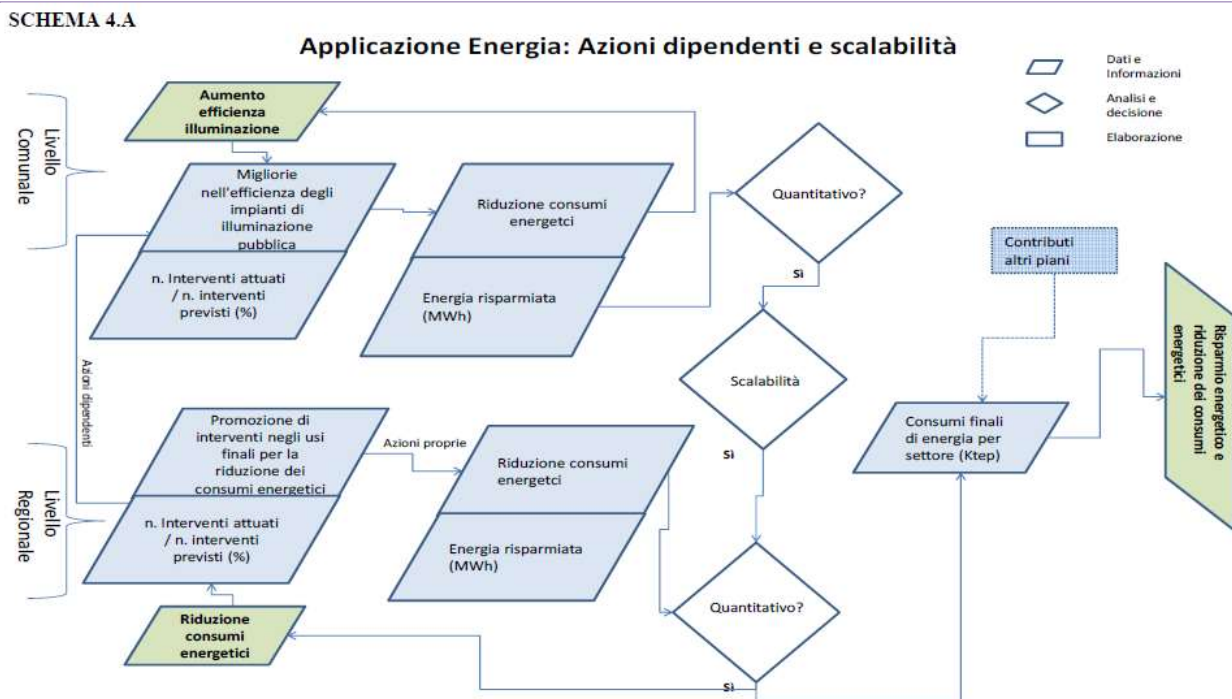 SCHEMA 4.A
Applicazione Energia: Azioni dipendenti e scalabilità
Dati e
Informazioni
Analisi e
decisione
Elaborazione
Livello
Comunale
Aumento
efficienza
illuminazione
Migliorie
nell'efficienza degli
impianti di
illuminazione
pubblica
n. Interventi attuati
/ n. interventi
previsti (%)
Riduzione consumi
energetci
Energia risparmiata
(MWh)
Quantitativo?
Sì
Scalabilità
Sì
Contributi
altri piani
Consumi finali
di energia per
settore (Ktep)
Risparmio energetico e
riduzione dei consumi
energetici
Azioni dipendenti
Livello
Regionale
Promozione di
interventi negli usi
finali per la
riduzione dei
consumi energetici
n. Interventi attuati
/ n. interventi
previsti (%)
Azioni proprie
Riduzione consumi
energetci
Energia risparmiata
(MWh)
Quantitativo?
Sì
Riduzione
consumi
energetici